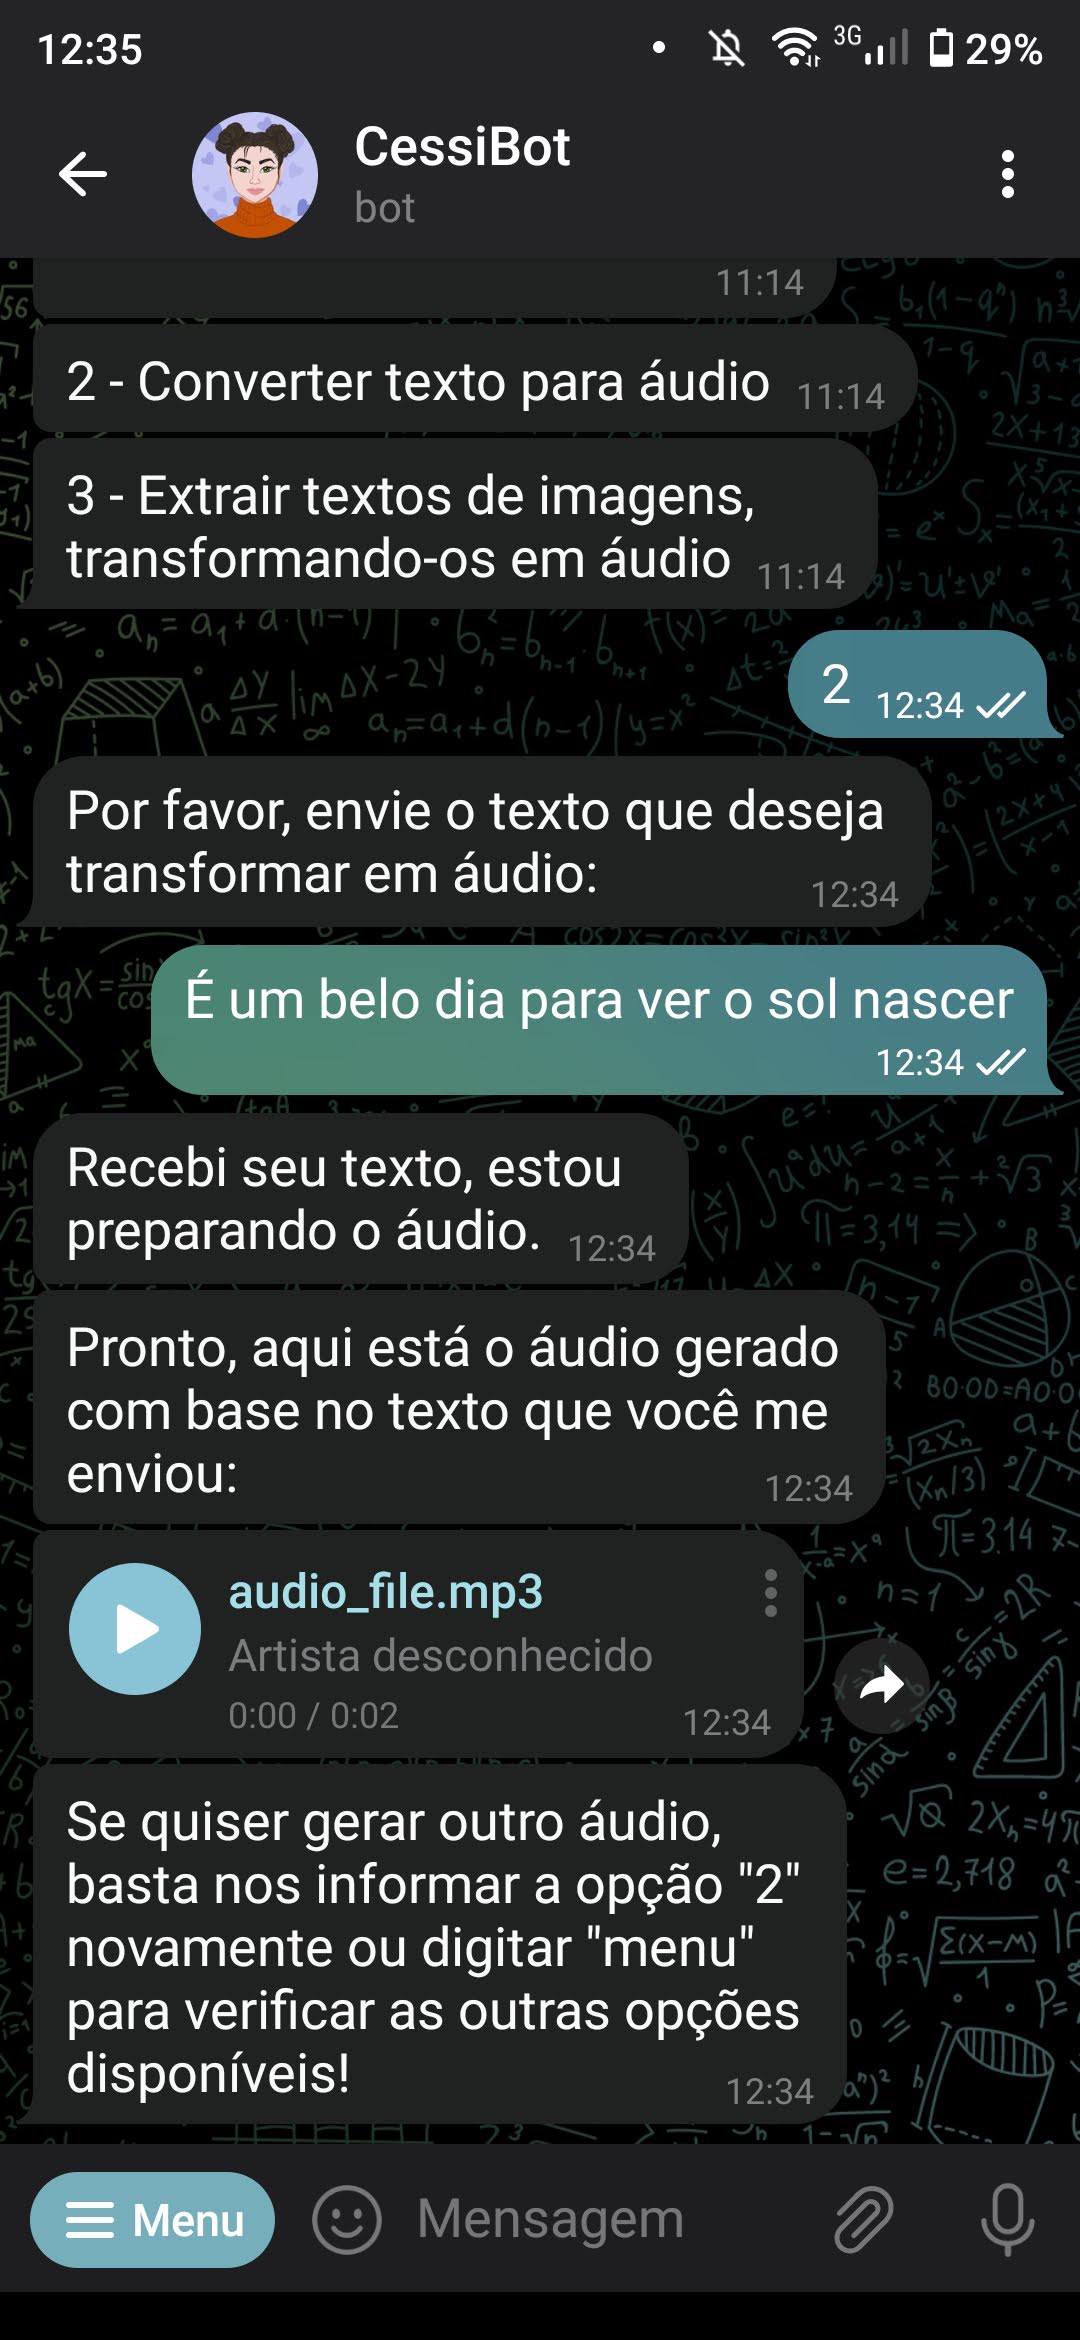 12:35
3G
29%
CessiBot
bot
11:14
2 - Converter texto para áudio 11:14
3 - Extrair textos de imagens,
transformando-os em áudio 11:14
2 12:34
Por favor, envie o texto que deseja
transformar em áudio:
12:34
É um belo dia para ver o sol nascer
12:34
Recebi seu texto, estou
preparando o áudio. 12:34
Pronto, aqui está o áudio gerado
com base no texto que você me
enviou:
12:34
audio_file.mp3
Artista desconhecido
0:00 / 0:02
12:34
Se quiser gerar outro áudio,
basta nos informar a opção "2"
novamente ou digitar "menu"
para verificar as outras opções
disponíveis!
12:34
Menu
Mensagem